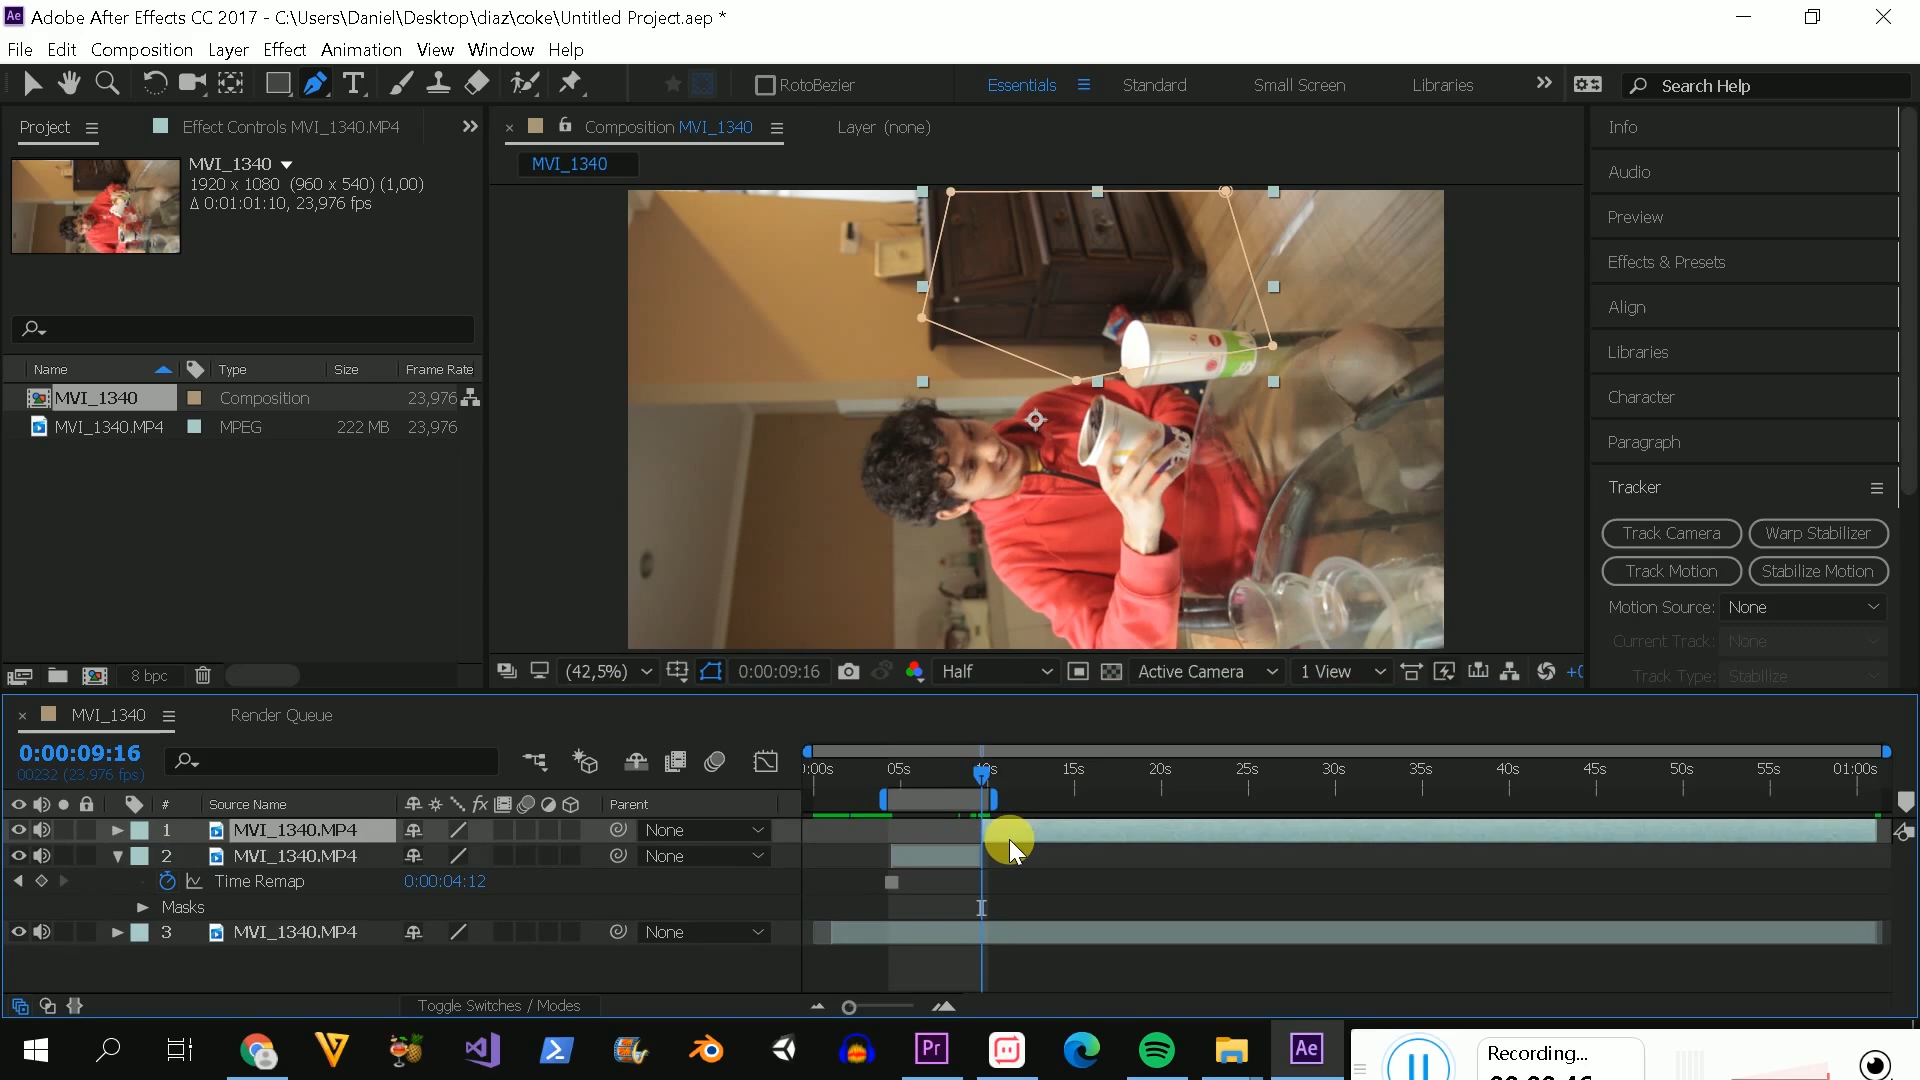 Adobe After Effects CC 2017 - C:\Users\Daniel\Desktop\diaz\coke\Untitled Project.aep *
File Edit Composition Layer Effect Animation View Window Help
RotoBezier Essentials Standard Small Screen Libraries Search Help
Project Effect Controls MVI_1340.MP4 Composition MVI_1340 Layer (none)
MVI_1340
1920 x 1080 (960 x 540) (1,00)
Δ 0:01:01:10, 23,976 fps
MVI_1340
Name Type Size Frame Rate
MVI_1340 Composition 23,976
MVI_1340.MP4 MPEG 222 MB 23,976
8 bpc
(42,5%) 0:00:09:16 Half Active Camera 1 View
Info
Audio
Preview
Effects & Presets
Align
Libraries
Character
Paragraph
Tracker
Track Camera Warp Stabilizer
Track Motion Stabilize Motion
Motion Source: None
Current Track: None
Track Type: Stabilize
MVI_1340 Render Queue
0:00:09:16
00232 (23.976 fps)
05s 15s 20s 25s 30s 35s 40s 45s 50s 55s 01:00s
# Source Name Parent
1 MVI_1340.MP4 None
2 MVI_1340.MP4 None
Time Remap 0:00:04:12
Masks
3 MVI_1340.MP4 None
Toggle Switches / Modes
Pr
Ae
Recording...